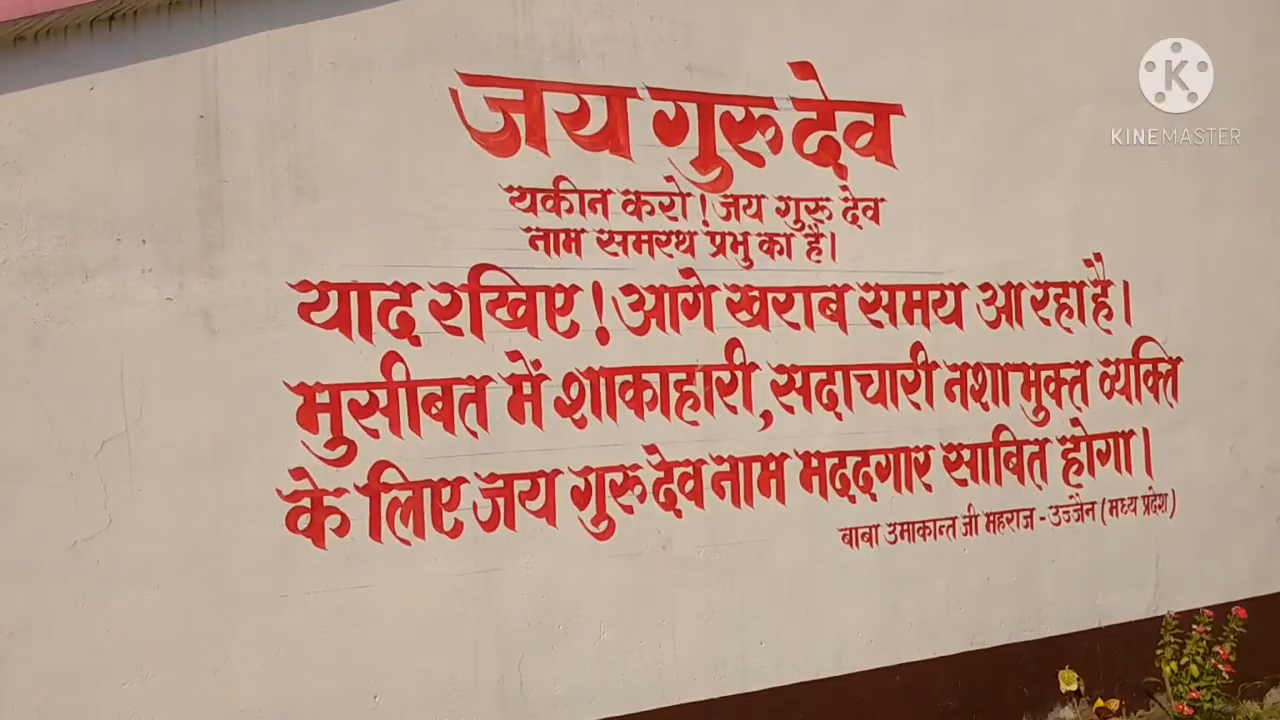 जय गुरु देव
यकीन करो! जय गुरु देव
नाम समरथ प्रभु का है।
याद रखिए! आगे खराब समय आ रहा है।
मुसीबत में शाकाहारी, सदाचारी नशा मुक्त व्यक्ति
के लिए जय गुरु देव नाम मददगार साबित होगा।
बाबा उमाकान्त जी महराज - उज्जैन (मध्य प्रदेश)
K
KINEMASTER